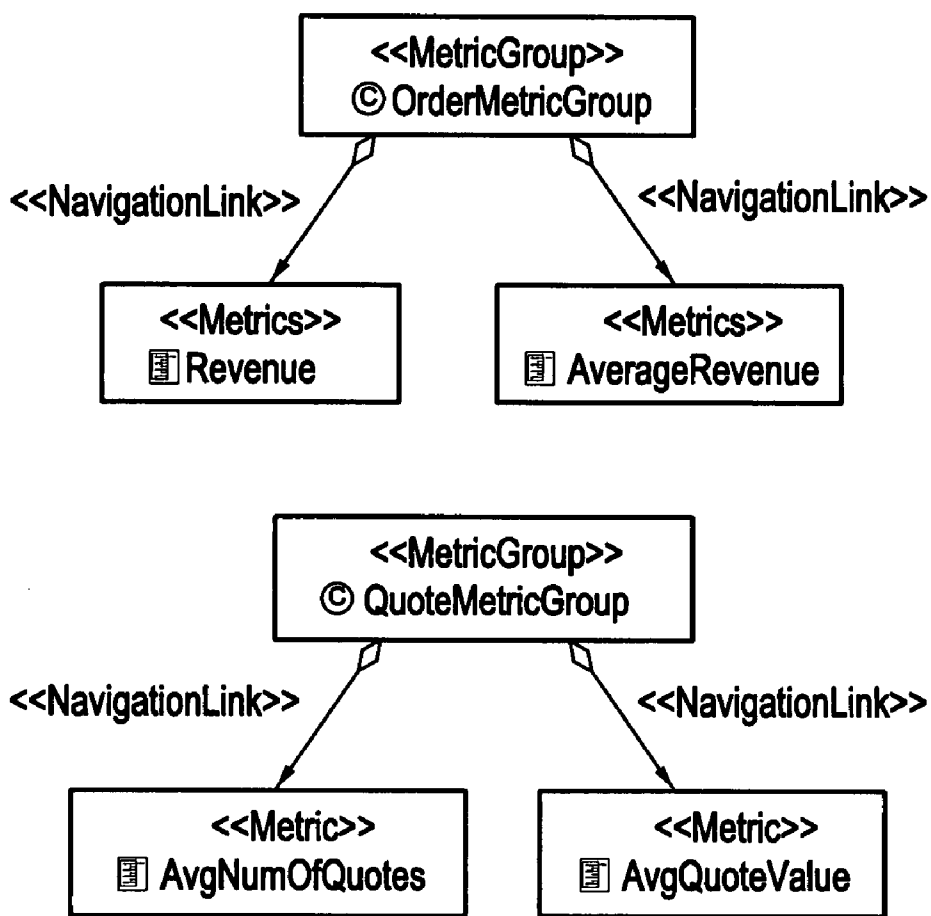 <<MetricGroup>>
© OrderMetricGroup
<<NavigationLink>>
<<NavigationLink>>
<<Metrics>>
Revenue
<<Metrics>>
AverageRevenue
<<MetricGroup>>
© QuoteMetricGroup
<<NavigationLink>>
<<NavigationLink>>
<<Metric>>
AvgNumOfQuotes
<<Metric>>
AvgQuoteValue